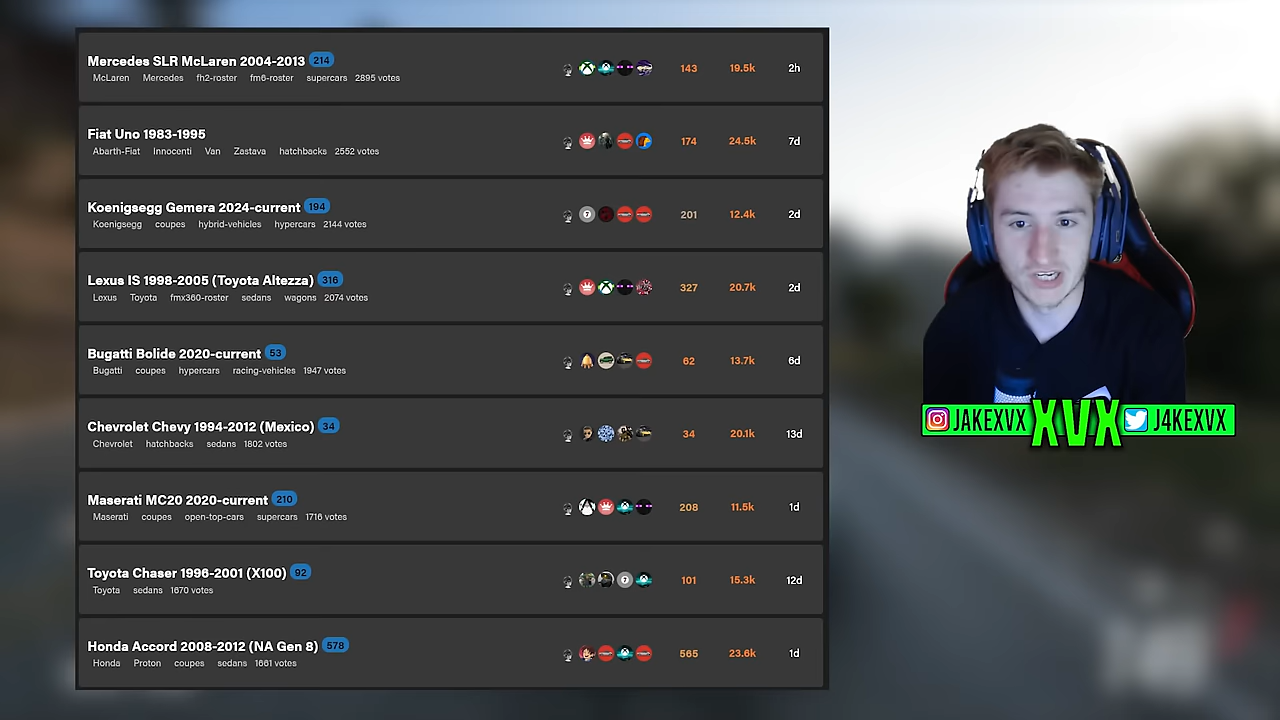 Mercedes SLR McLaren 2004-2013 214
McLaren Mercedes fh2-roster fm6-roster supercars 2895 votes
143 19.5k 2h
Fiat Uno 1983-1995
Abarth-Fiat Innocenti Van Zastava hatchbacks 2552 votes
174 24.5k 7d
Koenigsegg Gemera 2024-current 194
Koenigsegg coupes hybrid-vehicles hypercars 2144 votes
201 12.4k 2d
Lexus IS 1998-2005 (Toyota Altezza) 316
Lexus Toyota fmx360-roster sedans wagons 2074 votes
327 20.7k 2d
Bugatti Bolide 2020-current 53
Bugatti coupes hypercars racing-vehicles 1947 votes
62 13.7k 6d
Chevrolet Chevy 1994-2012 (Mexico) 34
Chevrolet hatchbacks sedans 1802 votes
34 20.1k 13d
Maserati MC20 2020-current 210
Maserati coupes open-top-cars supercars 1716 votes
208 11.5k 1d
Toyota Chaser 1996-2001 (X100) 92
Toyota sedans 1670 votes
101 15.3k 12d
Honda Accord 2008-2012 (NA Gen 8) 578
Honda Proton coupes sedans 1661 votes
565 23.6k 1d
JAKEXVX XVX J4KEXVX